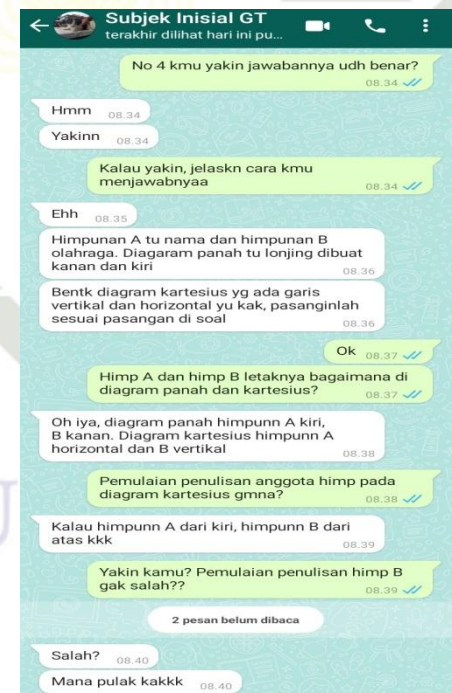 Subjek Inisial GT
terakhir dilihat hari ini pu...
No 4 kmu yakin jawabannya udh benar?
08.34
Hmm 08.34
Yakinn 08.34
Kalau yakin, jelaskn cara kmu
menjawabnyaa
08.34
Ehh 08.35
Himpunan A tu nama dan himpunan B
olahraga. Diagaram panah tu lonjing dibuat
kanan dan kiri
08.36
Bentk diagram kartesius yg ada garis
vertikal dan horizontal yu kak, pasanginlah
sesuai pasangan di soal
08.36
Ok 08.37
Himp A dan himp B letaknya bagaimana di
diagram panah dan kartesius?
08.37
Oh iya, diagram panah himpunn A kiri,
B kanan. Diagram kartesius himpunn A
horizontal dan B vertikal
08.38
Pemulaian penulisan anggota himp pada
diagram kartesius gmna?
08.38
Kalau himpunn A dari kiri, himpunn B dari
atas kkk
08.39
Yakin kamu? Pemulaian penulisan himp B
gak salah??
08.39
2 pesan belum dibaca
Salah? 08.40
Mana pulak kakkk 08.40